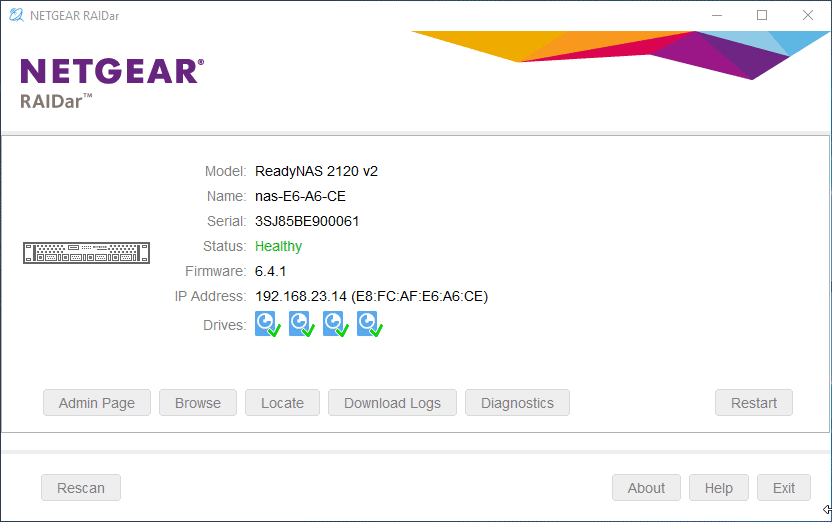 NETGEAR RAIDar
NETGEAR®
RAIDar™
Model: ReadyNAS 2120 v2
Name: nas-E6-A6-CE
Serial: 3SJ85BE900061
Status: Healthy
Firmware: 6.4.1
IP Address: 192.168.23.14 (E8:FC:AF:E6:A6:CE)
Drives:
Admin Page Browse Locate Download Logs Diagnostics Restart
Rescan About Help Exit